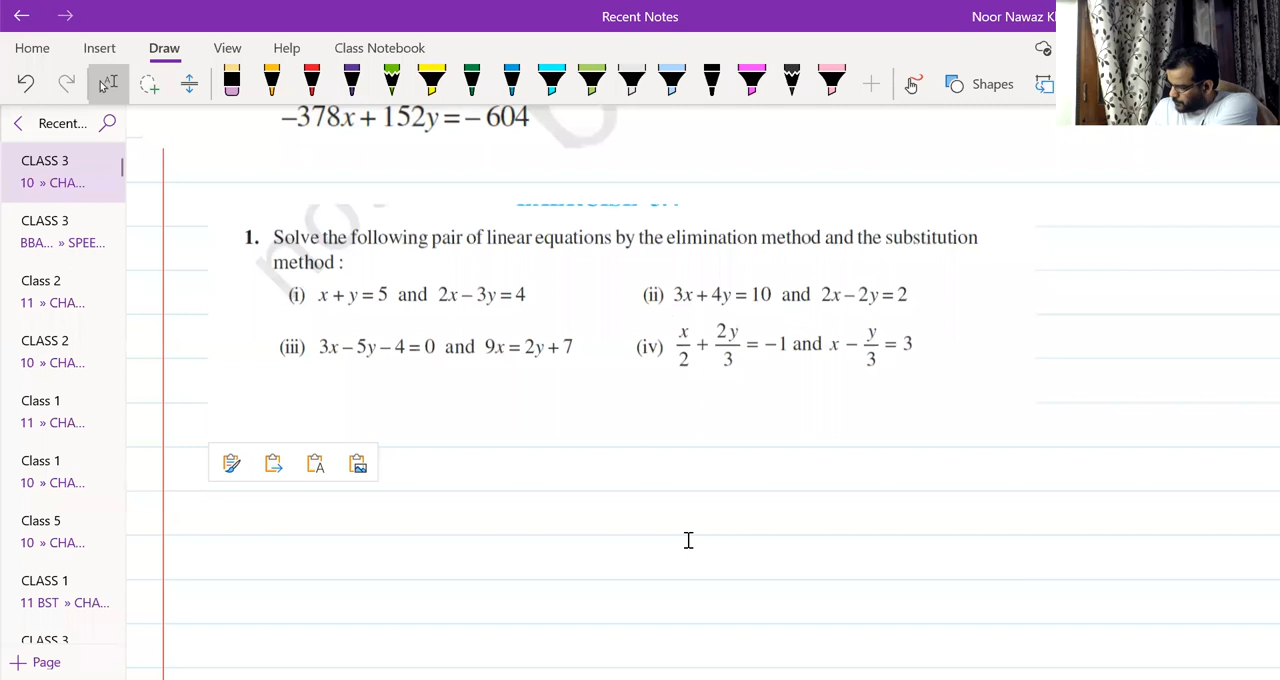 Recent Notes
Noor Nawaz
Home Insert Draw View Help Class Notebook
Shapes
Recent...
CLASS 3
10 » CHA...
CLASS 3
BBA... » SPEE...
Class 2
11 » CHA...
CLASS 2
10 » CHA...
Class 1
11 » CHA...
Class 1
10 » CHA...
Class 5
10 » CHA...
CLASS 1
11 BST » CHA...
CLASS 3
+ Page
–378x + 152y = – 604
1. Solve the following pair of linear equations by the elimination method and the substitution
method :
(i) x + y = 5 and 2x – 3y = 4
(ii) 3x + 4y = 10 and 2x – 2y = 2
(iii) 3x – 5y – 4 = 0 and 9x = 2y + 7
(iv) x/2 + 2y/3 = –1 and x – y/3 = 3